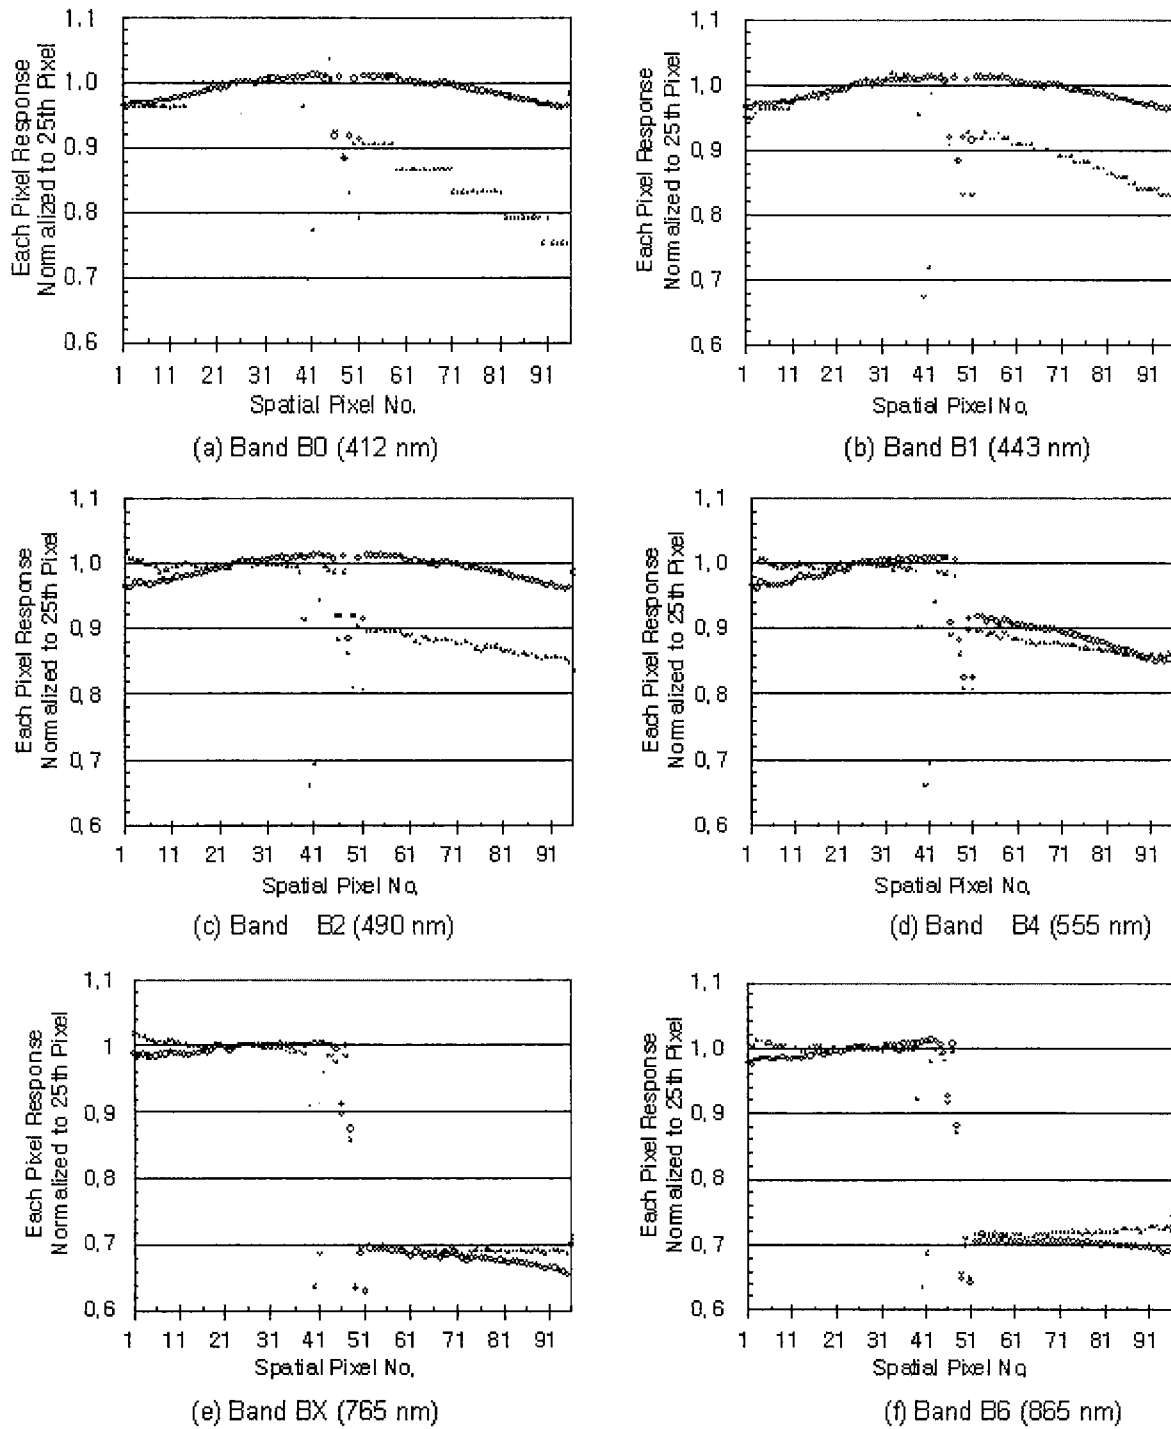 1,1
1.0
0.9
0.8
0,7
0,6
1 11 21 31 41 51 61 71 81 91
Each Pixel Response
Normalized to 25th Pixel
Spatial Pixel No.
(a) Band B0 (412 nm)
1,1
1,0
0,9
0,8
0,7
0,6
1 11 21 31 41 51 61 71 81 91
Each Pixel Response
Normalized to 25th Pixel
Spatial Pixel No,
(b) Band B1 (443 nm)
1,1
1,0
0,9
0,8
0,7
0,6
1 11 21 31 41 51 61 71 81 91
Each Pixel Response
Normalized to 25th Pixel
Spatial Pixel No,
(c) Band B2 (490 nm)
1,1
1,0
0,9
0,8
0,7
0,6
1 11 21 31 41 51 61 71 81 91
Each Pixel Response
Normalized to 25th Pixel
Spatial Pixel No,
(d) Band B4 (555 nm)
1,1
1
0,9
0,8
0,7
0,6
1 11 21 31 41 51 61 71 81 91
Each Pixel Response
Normalized to 25th Pixel
Spatial Pixel No,
(e) Band BX (765 nm)
1,1
1,0
0,9
0,8
0,7
0,6
1 11 21 31 41 51 61 71 81 91
Each Pixel Response
Normalized to 25th Pixel
Spatial Pixel No,
(f) Band B6 (865 nm)